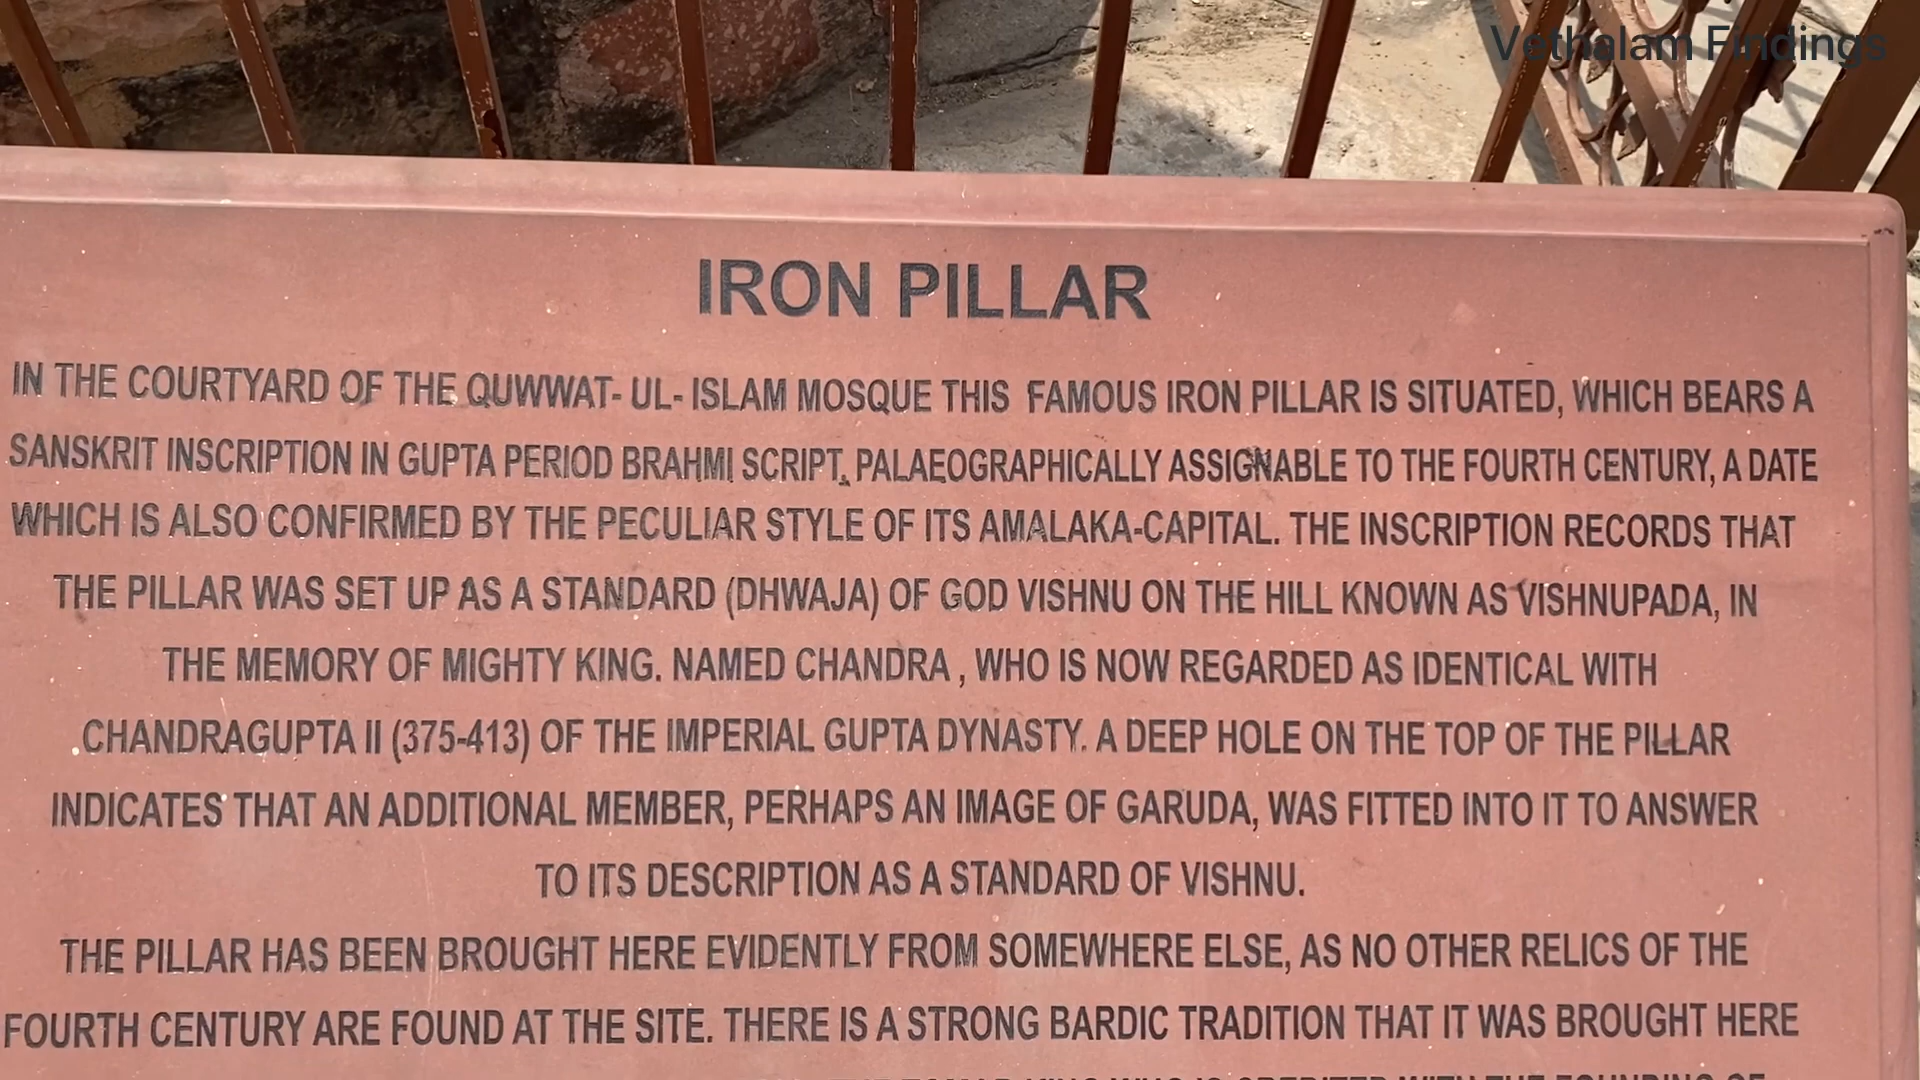 Vethalam Findings
IRON PILLAR
IN THE COURTYARD OF THE QUWWAT- UL- ISLAM MOSQUE THIS FAMOUS IRON PILLAR IS SITUATED, WHICH BEARS A
SANSKRIT INSCRIPTION IN GUPTA PERIOD BRAHMI SCRIPT, PALAEOGRAPHICALLY ASSIGNABLE TO THE FOURTH CENTURY, A DATE
WHICH IS ALSO CONFIRMED BY THE PECULIAR STYLE OF ITS AMALAKA-CAPITAL. THE INSCRIPTION RECORDS THAT
THE PILLAR WAS SET UP AS A STANDARD (DHWAJA) OF GOD VISHNU ON THE HILL KNOWN AS VISHNUPADA, IN
THE MEMORY OF MIGHTY KING. NAMED CHANDRA , WHO IS NOW REGARDED AS IDENTICAL WITH
CHANDRAGUPTA II (375-413) OF THE IMPERIAL GUPTA DYNASTY. A DEEP HOLE ON THE TOP OF THE PILLAR
INDICATES THAT AN ADDITIONAL MEMBER, PERHAPS AN IMAGE OF GARUDA, WAS FITTED INTO IT TO ANSWER
TO ITS DESCRIPTION AS A STANDARD OF VISHNU.
THE PILLAR HAS BEEN BROUGHT HERE EVIDENTLY FROM SOMEWHERE ELSE, AS NO OTHER RELICS OF THE
FOURTH CENTURY ARE FOUND AT THE SITE. THERE IS A STRONG BARDIC TRADITION THAT IT WAS BROUGHT HERE